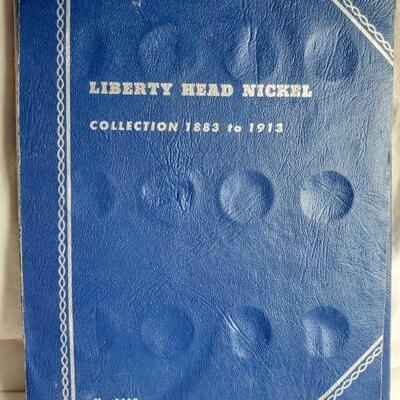 LIBERTY HEAD NICKEL
COLLECTION 1883 to 1913